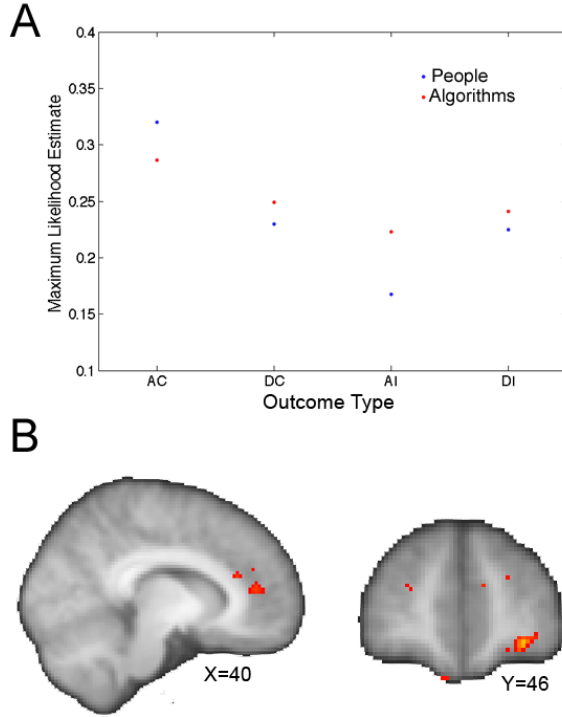 A
0.4
0.35
0.3
0.25
0.2
0.15
0.1
Maximum Likelihood Estimate
People
Algorithms
AC DC AI DI
Outcome Type
B
X=40
Y=46